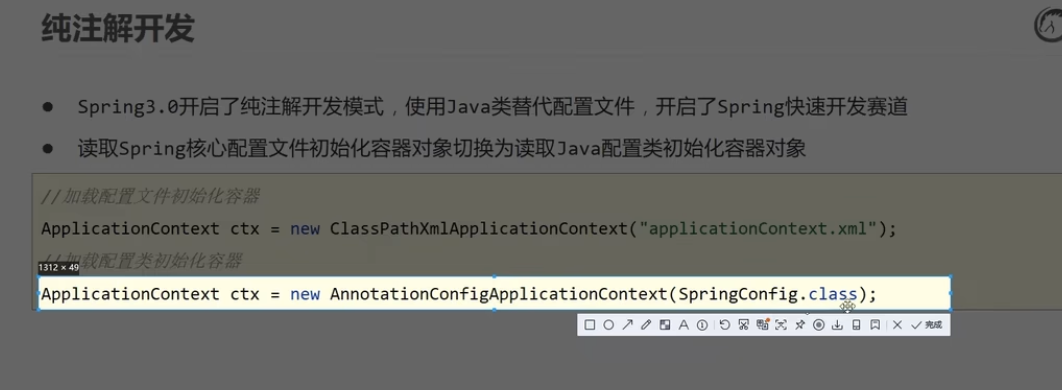 纯注解开发
● Spring3.0开启了纯注解开发模式，使用Java类替代配置文件，开启了Spring快速开发赛道
● 读取Spring核心配置文件初始化容器对象切换为读取Java配置类初始化容器对象
//加载配置文件初始化容器
ApplicationContext ctx = new ClassPathXmlApplicationContext("applicationContext.xml");
//加载配置类初始化容器
1312 × 49
ApplicationContext ctx = new AnnotationConfigApplicationContext(SpringConfig.class);
完成